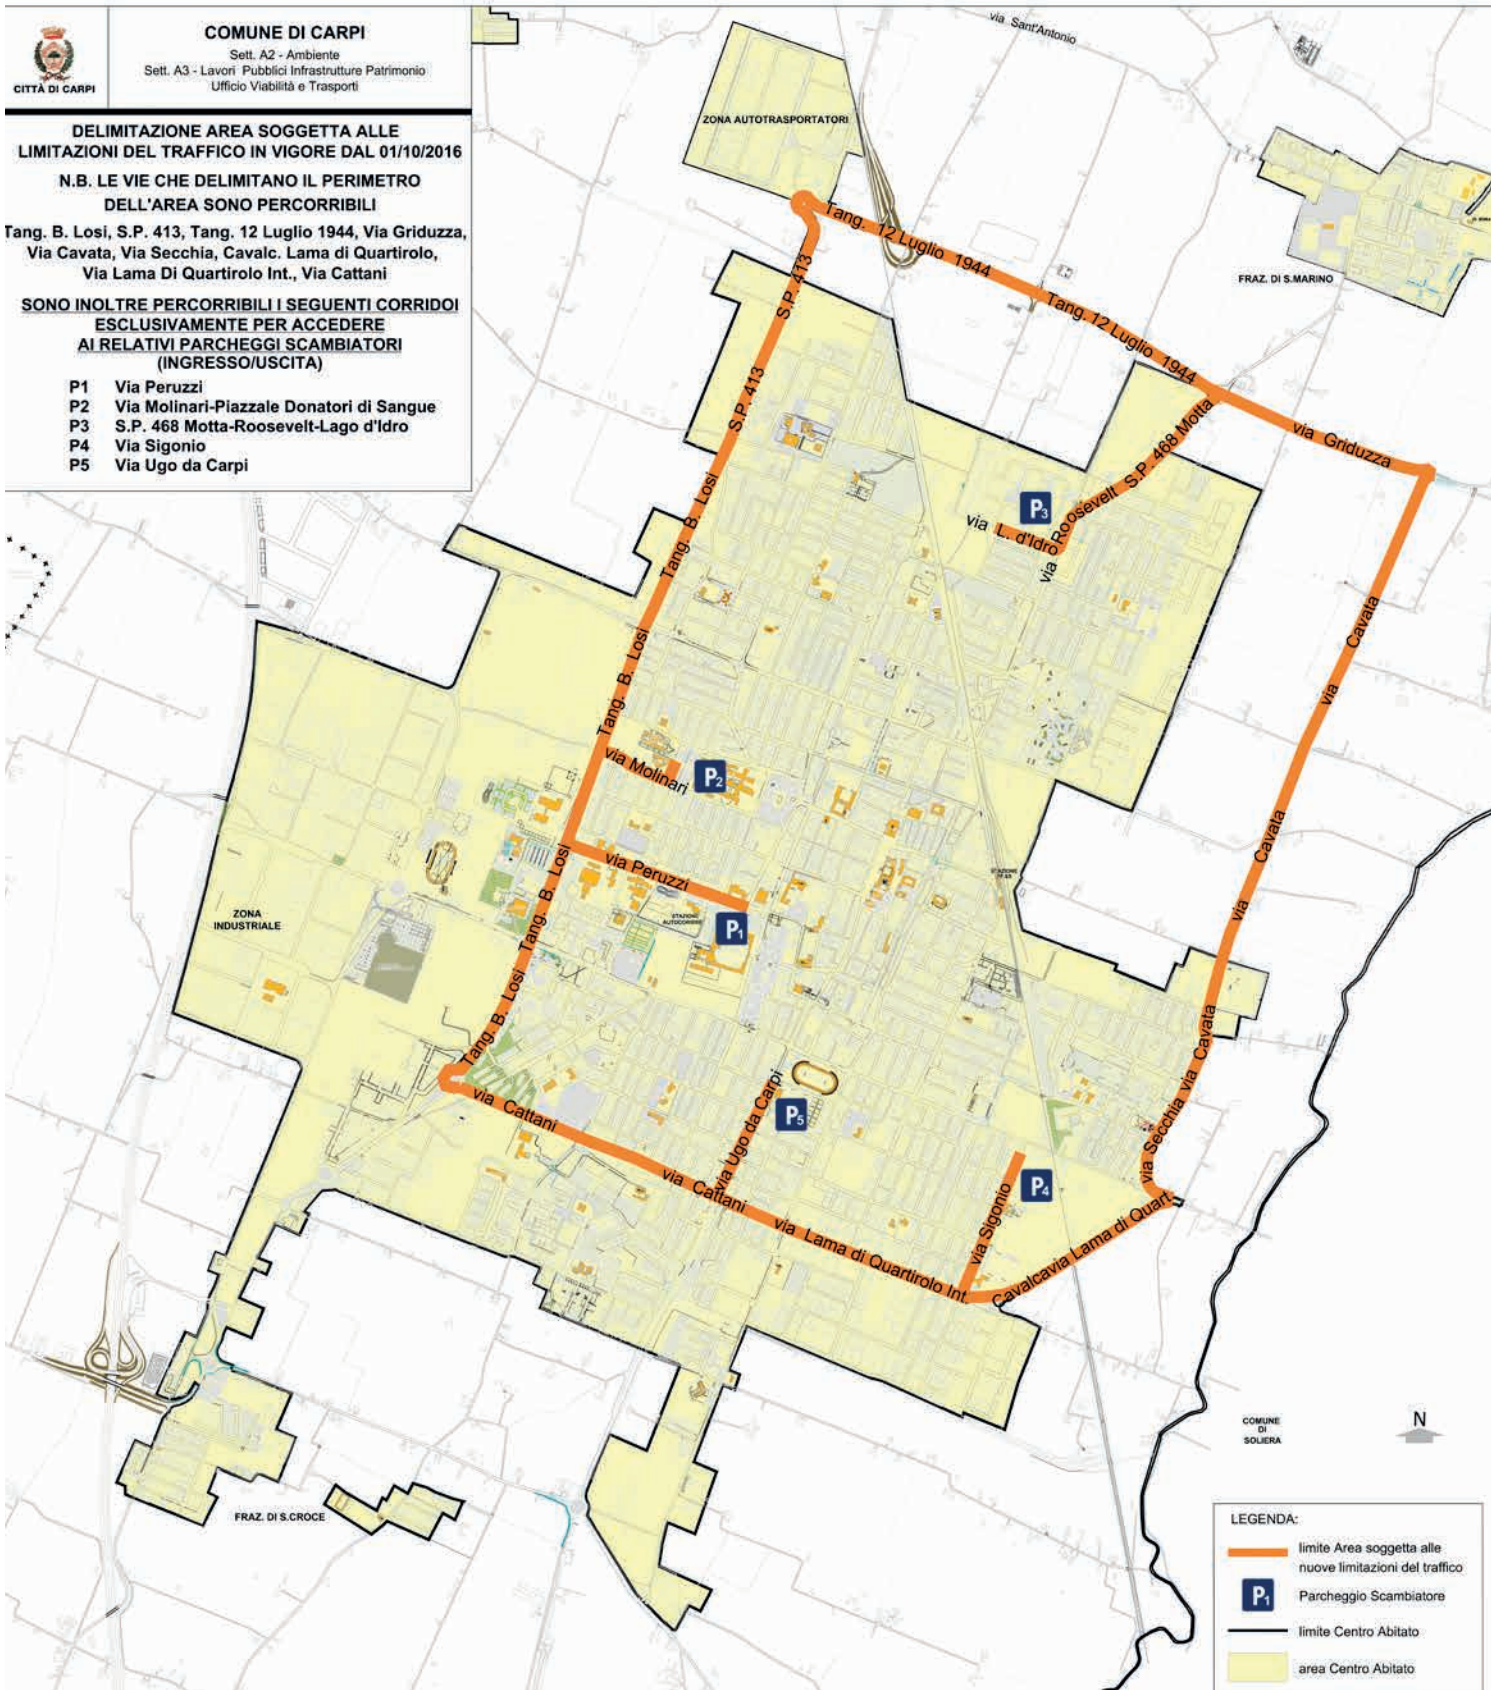 CITTÀ DI CARPI
COMUNE DI CARPI
Sett. A2 - Ambiente
Sett. A3 - Lavori Pubblici Infrastrutture Patrimonio
Ufficio Viabilità e Trasporti
DELIMITAZIONE AREA SOGGETTA ALLE
LIMITAZIONI DEL TRAFFICO IN VIGORE DAL 01/10/2016
N.B. LE VIE CHE DELIMITANO IL PERIMETRO
DELL'AREA SONO PERCORRIBILI
Tang. B. Losi, S.P. 413, Tang. 12 Luglio 1944, Via Griduzza,
Via Cavata, Via Secchia, Cavalc. Lama di Quartirolo,
Via Lama Di Quartirolo Int., Via Cattani
SONO INOLTRE PERCORRIBILI I SEGUENTI CORRIDOI
ESCLUSIVAMENTE PER ACCEDERE
AI RELATIVI PARCHEGGI SCAMBIATORI
(INGRESSO/USCITA)
P1 Via Peruzzi
P2 Via Molinari-Piazzale Donatori di Sangue
P3 S.P. 468 Motta-Roosevelt-Lago d'Idro
P4 Via Sigonio
P5 Via Ugo da Carpi
via Sant'Antonio
ZONA AUTOTRASPORTATORI
FRAZ. DI S.MARINO
Tang. 12 Luglio 1944
Tang. 12 Luglio 1944
via Griduzza
S.P. 413
S.P. 413
S.P. 468 Motta
via Roosevelt
via L. d'Idro
P3
Tang. B. Losi
Tang. B. Losi
via Cavata
via Cavata
via Molinari
P2
via Peruzzi
STAZIONE
AUTOCORRIERE
P1
STAZIONE
ZONA
INDUSTRIALE
Tang. B. Losi
Tang. B. Losi
Tang. B. Losi
via Cavata
via Secchia
via Cattani
via Cattani
via Ugo da Carpi
P5
via Sigonio
P4
via Lama di Quartirolo Int.
Cavalcavia Lama di Quart.
FRAZ. DI S.CROCE
COMUNE
DI
SOLIERA
N
LEGENDA:
limite Area soggetta alle
nuove limitazioni del traffico
P1 Parcheggio Scambiatore
limite Centro Abitato
area Centro Abitato